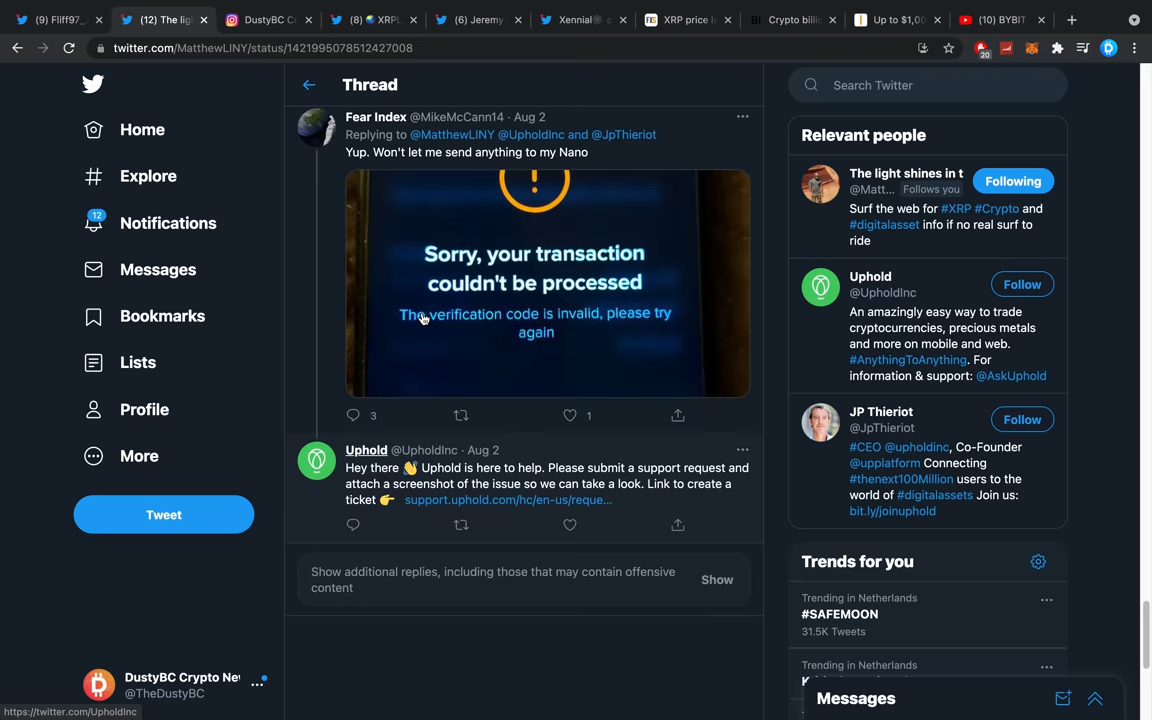 (9) Fliff97_
(12) The ligh
DustyBC C
(8) 🌏 XRPL
(6) Jeremy
Xennial
XRP price
Crypto billi
Up to $1,00
(10) BYBIT
twitter.com/MatthewLINY/status/1421995078512427008
20
Home
Explore
12
Notifications
Messages
Bookmarks
Lists
Profile
More
Tweet
DustyBC Crypto Ne
@TheDustyBC
https://twitter.com/UpholdInc
Thread
Fear Index @MikeMcCann14 · Aug 2
Replying to @MatthewLINY @UpholdInc and @JpThieriot
Yup. Won't let me send anything to my Nano
Sorry, your transaction
couldn't be processed
The verification code is invalid, please try
again
3
1
Uphold @UpholdInc · Aug 2
Hey there 👋 Uphold is here to help. Please submit a support request and
attach a screenshot of the issue so we can take a look. Link to create a
ticket 👉 support.uphold.com/hc/en-us/reque...
Show additional replies, including those that may contain offensive
content
Show
Search Twitter
Relevant people
The light shines in t
@Matt... Follows you
Following
Surf the web for #XRP #Crypto and
#digitalasset info if no real surf to
ride
Uphold
@UpholdInc
Follow
An amazingly easy way to trade
cryptocurrencies, precious metals
and more on mobile and web.
#AnythingToAnything. For
information & support: @AskUphold
JP Thieriot
@JpThieriot
Follow
#CEO @upholdinc, Co-Founder
@upplatform Connecting
#thenext100Million users to the
world of #digitalassets Join us:
bit.ly/joinuphold
Trends for you
Trending in Netherlands
#SAFEMOON
31.5K Tweets
Trending in Netherlands
Messages